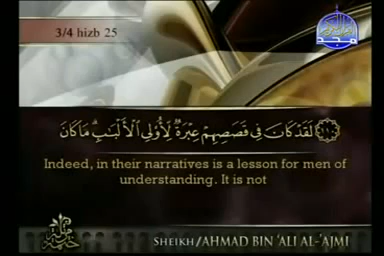 3/4 hizb 25
لَقَدْ كَانَ فِي قَصَصِهِمْ عِبْرَةٌ لِّأُوْلِي الْأَلْبَابِ مَا كَانَ
Indeed, in their narratives is a lesson for men of
understanding. It is not
SHEIKH/AHMAD BIN 'ALI AL-'AJMI